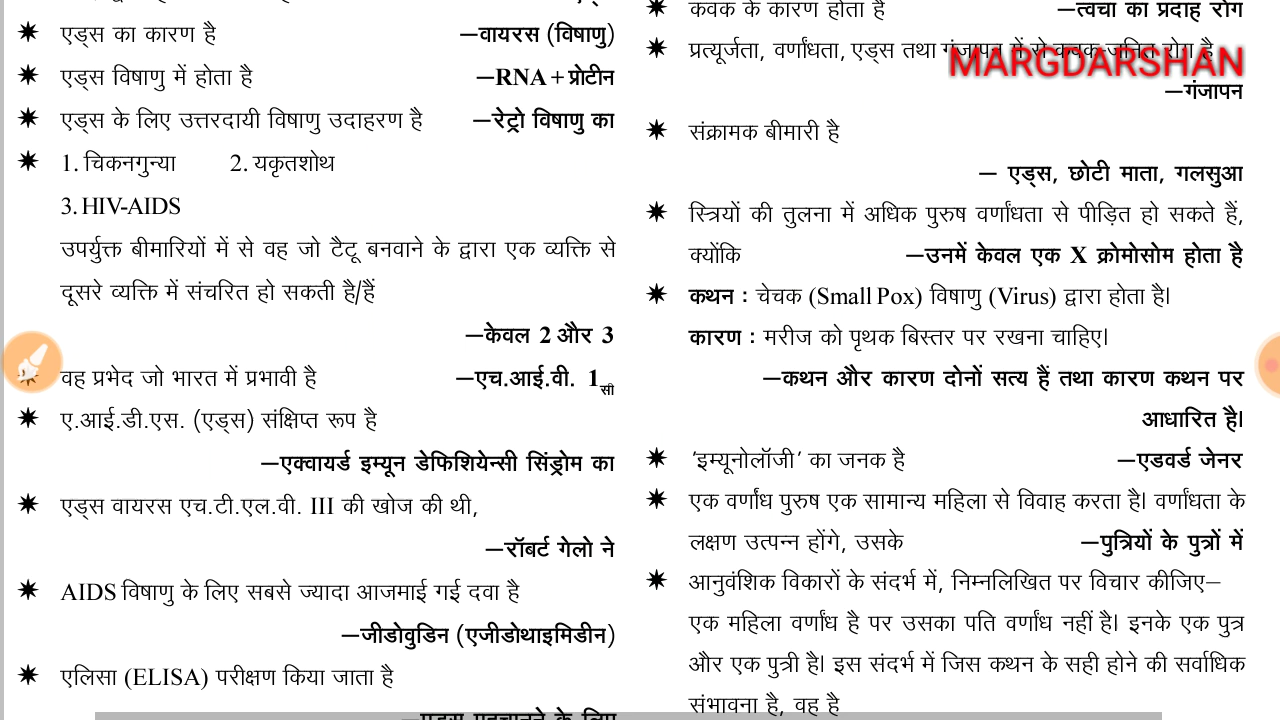 ✷ एड्स का कारण है —वायरस (विषाणु)
✷ एड्स विषाणु में होता है —RNA+प्रोटीन
✷ एड्स के लिए उत्तरदायी विषाणु उदाहरण है —रेट्रो विषाणु का
✷ 1. चिकनगुन्या 2. यकृतशोथ
3. HIV-AIDS
उपर्युक्त बीमारियों में से वह जो टैटू बनवाने के द्वारा एक व्यक्ति से
दूसरे व्यक्ति में संचरित हो सकती है/हैं
—केवल 2 और 3
✷ वह प्रभेद जो भारत में प्रभावी है —एच.आई.वी. 1सी
✷ ए.आई.डी.एस. (एड्स) संक्षिप्त रूप है
—एक्वायर्ड इम्यून डेफिशियेन्सी सिंड्रोम का
✷ एड्स वायरस एच.टी.एल.वी. III की खोज की थी,
—रॉबर्ट गेलो ने
✷ AIDS विषाणु के लिए सबसे ज्यादा आजमाई गई दवा है
—जीडोवुडिन (एजीडोथाइमिडीन)
✷ एलिसा (ELISA) परीक्षण किया जाता है
—एड्स पहचानने के लिए
✷ कवक के कारण होता है —त्वचा का प्रदाह रोग
✷ प्रत्यूर्जता, वर्णांधता, एड्स तथा गंजापन में से कवक जनित रोग है
MARGDARSHAN
—गंजापन
✷ संक्रामक बीमारी है
— एड्स, छोटी माता, गलसुआ
✷ स्त्रियों की तुलना में अधिक पुरुष वर्णांधता से पीड़ित हो सकते हैं,
क्योंकि —उनमें केवल एक X क्रोमोसोम होता है
✷ कथन : चेचक (Small Pox) विषाणु (Virus) द्वारा होता है।
कारण : मरीज को पृथक बिस्तर पर रखना चाहिए।
—कथन और कारण दोनों सत्य हैं तथा कारण कथन पर
आधारित है।
✷ 'इम्यूनोलॉजी' का जनक है —एडवर्ड जेनर
✷ एक वर्णांध पुरुष एक सामान्य महिला से विवाह करता है। वर्णांधता के
लक्षण उत्पन्न होंगे, उसके —पुत्रियों के पुत्रों में
✷ आनुवंशिक विकारों के संदर्भ में, निम्नलिखित पर विचार कीजिए–
एक महिला वर्णांध है पर उसका पति वर्णांध नहीं है। इनके एक पुत्र
और एक पुत्री है। इस संदर्भ में जिस कथन के सही होने की सर्वाधिक
संभावना है, वह है